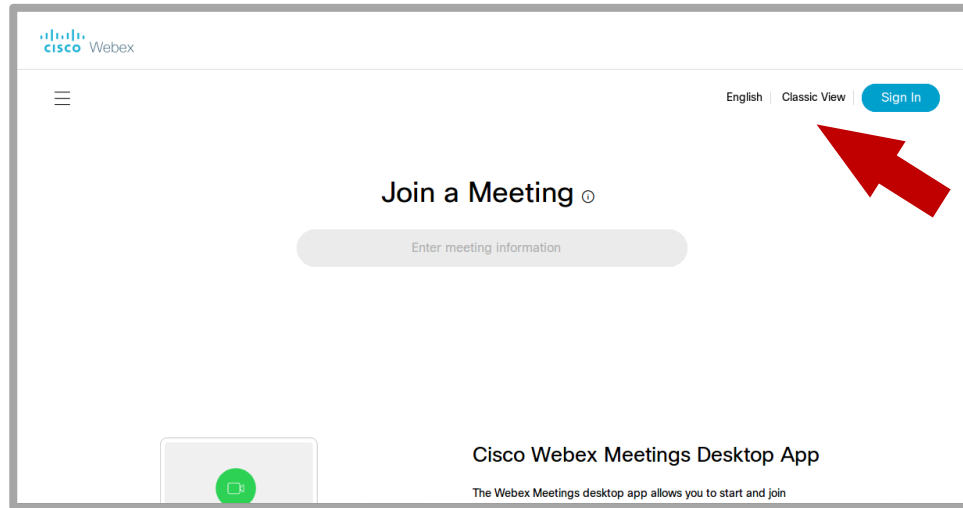 CISCO Webex
English
Classic View
Sign In
Join a Meeting
Enter meeting information
Cisco Webex Meetings Desktop App
The Webex Meetings desktop app allows you to start and join